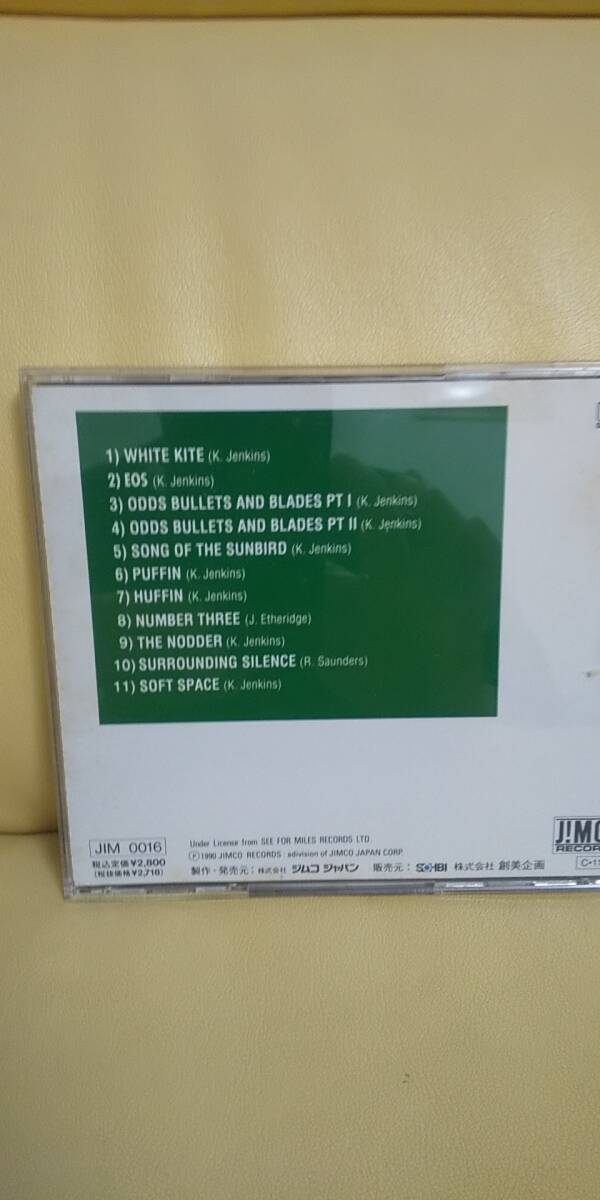 1) WHITE KITE (K. Jenkins)
2) EOS (K. Jenkins)
3) ODDS BULLETS AND BLADES PT I (K. Jenkins)
4) ODDS BULLETS AND BLADES PT II (K. Jenkins)
5) SONG OF THE SUNBIRD (K. Jenkins)
6) PUFFIN (K. Jenkins)
7) HUFFIN (K. Jenkins)
8) NUMBER THREE (J. Etheridge)
9) THE NODDER (K. Jenkins)
10) SURROUNDING SILENCE (R. Saunders)
11) SOFT SPACE (K. Jenkins)
JIM 0016
税込定価¥2,800
(税抜価格¥2,718)
Under License from SEE FOR MILES RECORDS LTD.
Ⓟ1990 JIMCO RECORDS : adivision of JIMCO JAPAN CORP.
製作・発売元：株式会社 ジムコ ジャパン 販売元：SOHBI 株式会社 創美企画
J!MC
RECOR
C-11